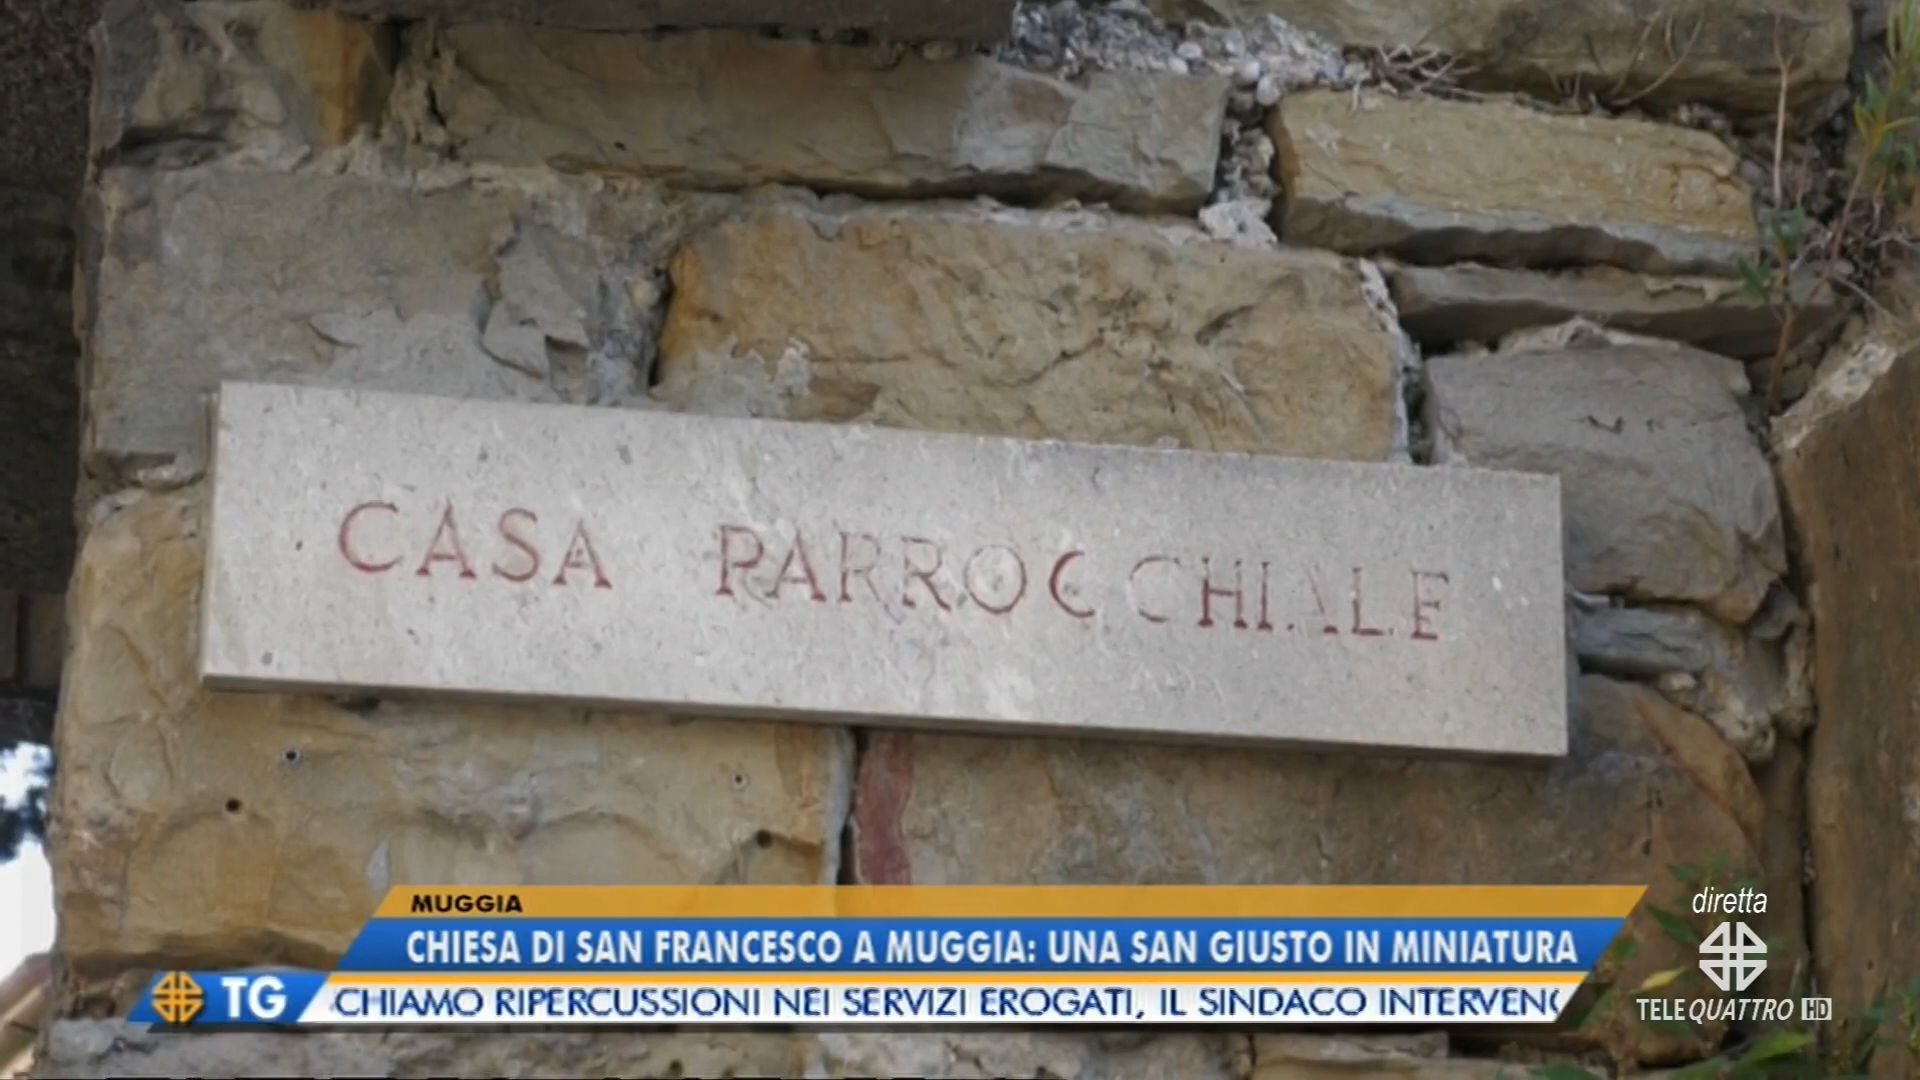 CASA PARROCCHIALE
MUGGIA
CHIESA DI SAN FRANCESCO A MUGGIA: UNA SAN GIUSTO IN MINIATURA
TG
CHIAMO RIPERCUSSIONI NEI SERVIZI EROGATI, IL SINDACO INTERVENG
diretta
TELEQUATTRO HD